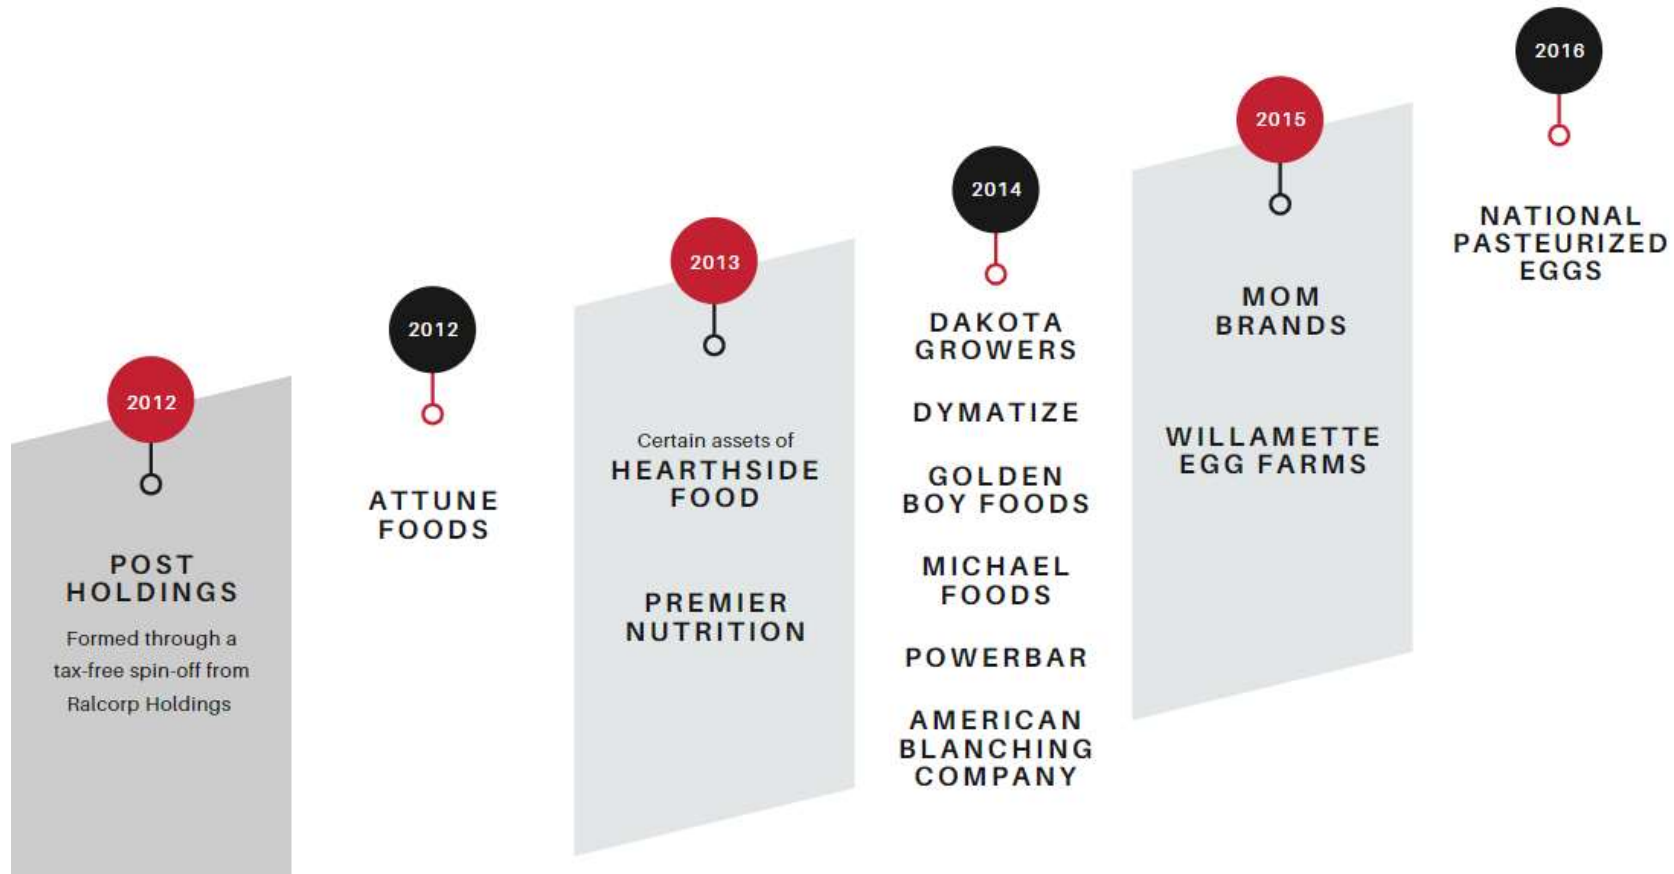 2012
POST
HOLDINGS
Formed through a
tax-free spin-off from
Ralcorp Holdings
2012
ATTUNE
FOODS
2013
Certain assets of
HEARTHSIDE
FOOD
PREMIER
NUTRITION
2014
DAKOTA
GROWERS
DYMATIZE
GOLDEN
BOY FOODS
MICHAEL
FOODS
POWERBAR
AMERICAN
BLANCHING
COMPANY
2015
MOM
BRANDS
WILLAMETTE
EGG FARMS
2016
NATIONAL
PASTEURIZED
EGGS